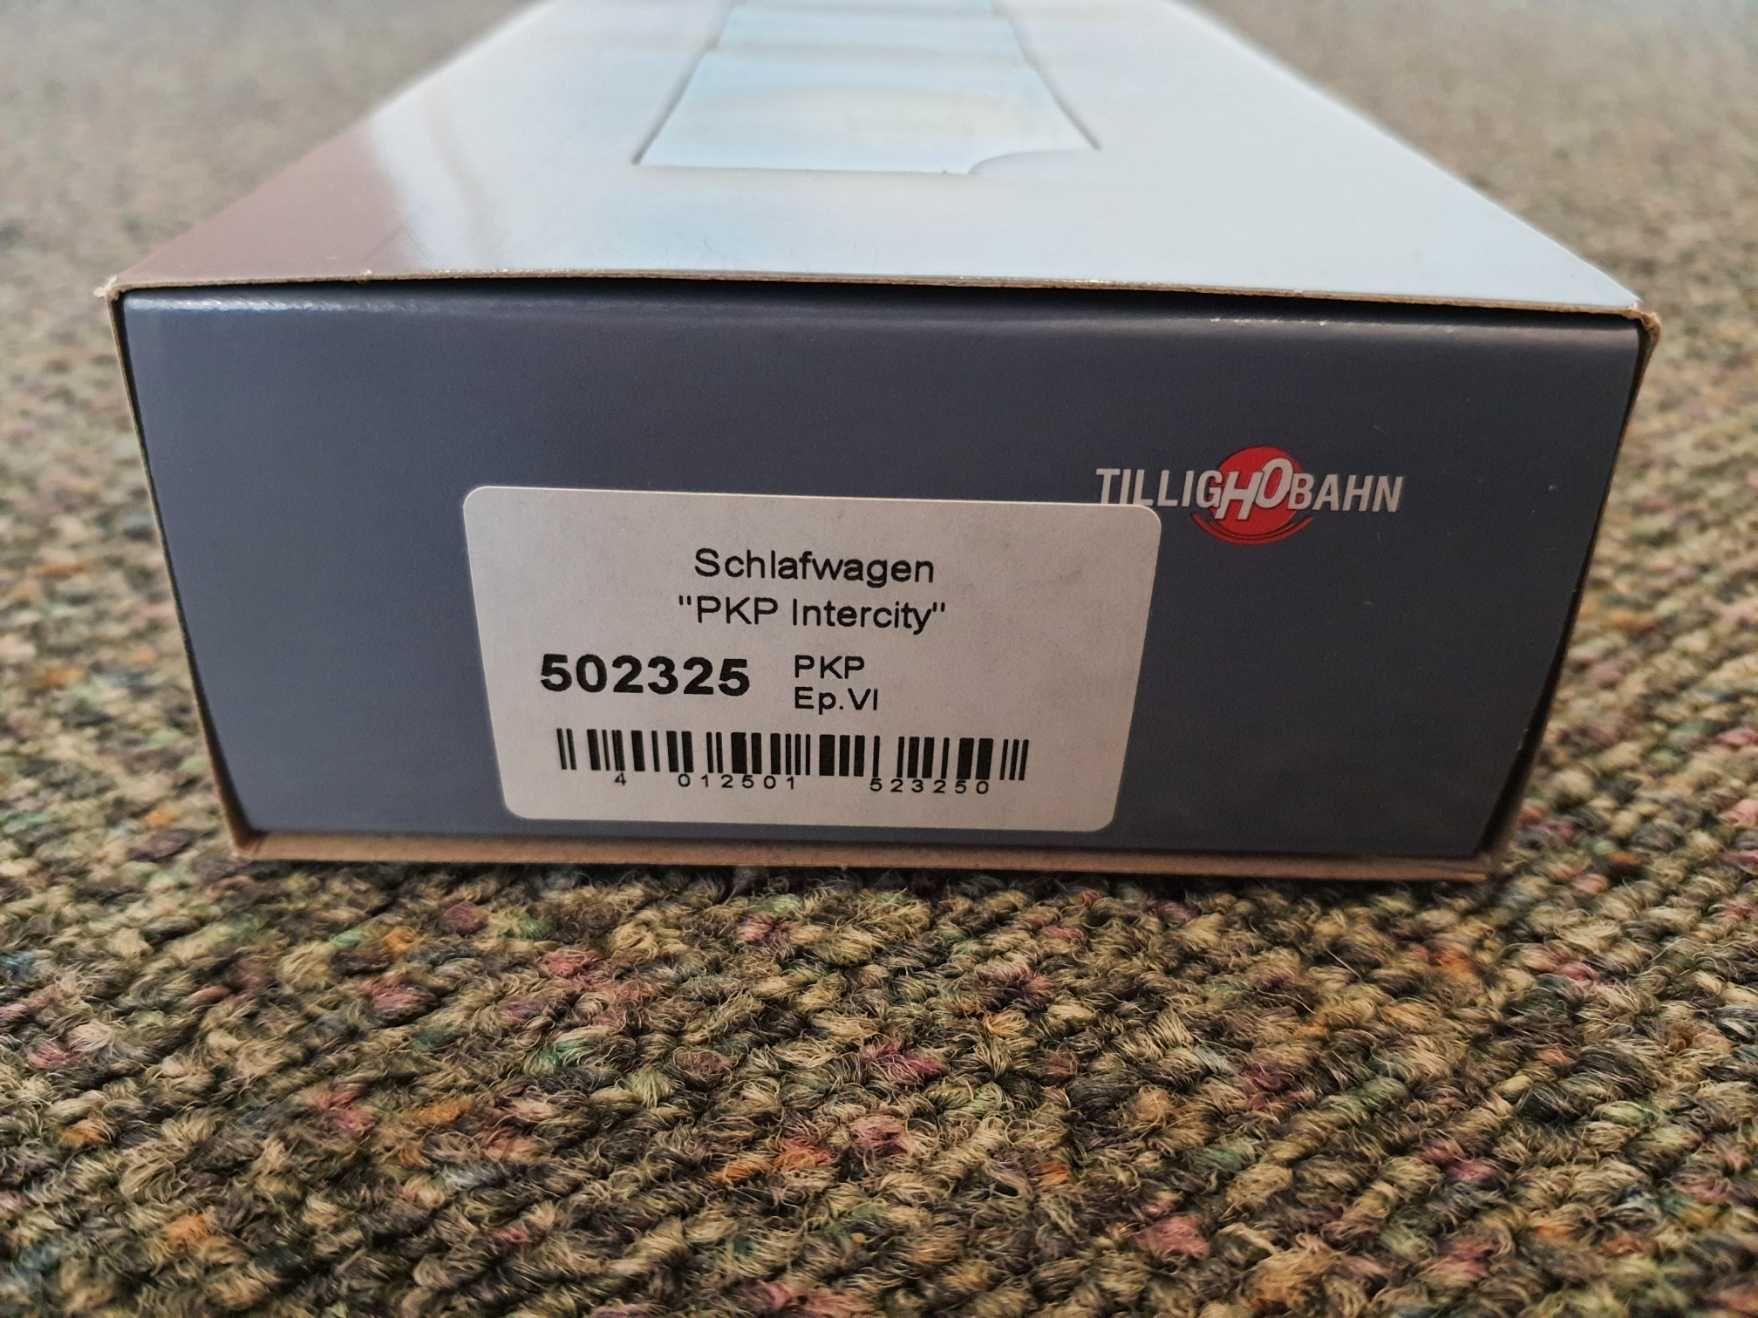 TILLIGH0BAHN
Schlafwagen
"PKP Intercity"
502325
PKP
Ep.VI
4 012501 523250